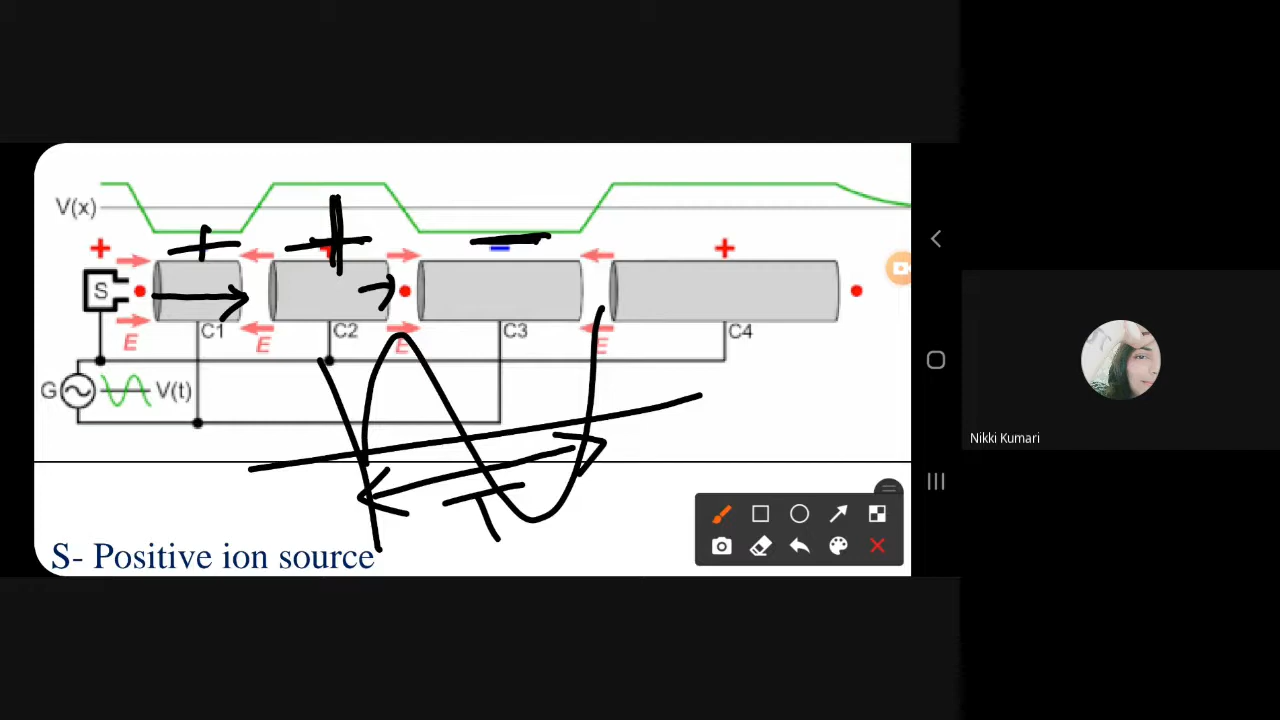 V(x)
+ + − +
+ + −
S
C1 C2 C3 C4
E E E E
G V(t)
T
S- Positive ion source
Nikki Kumari